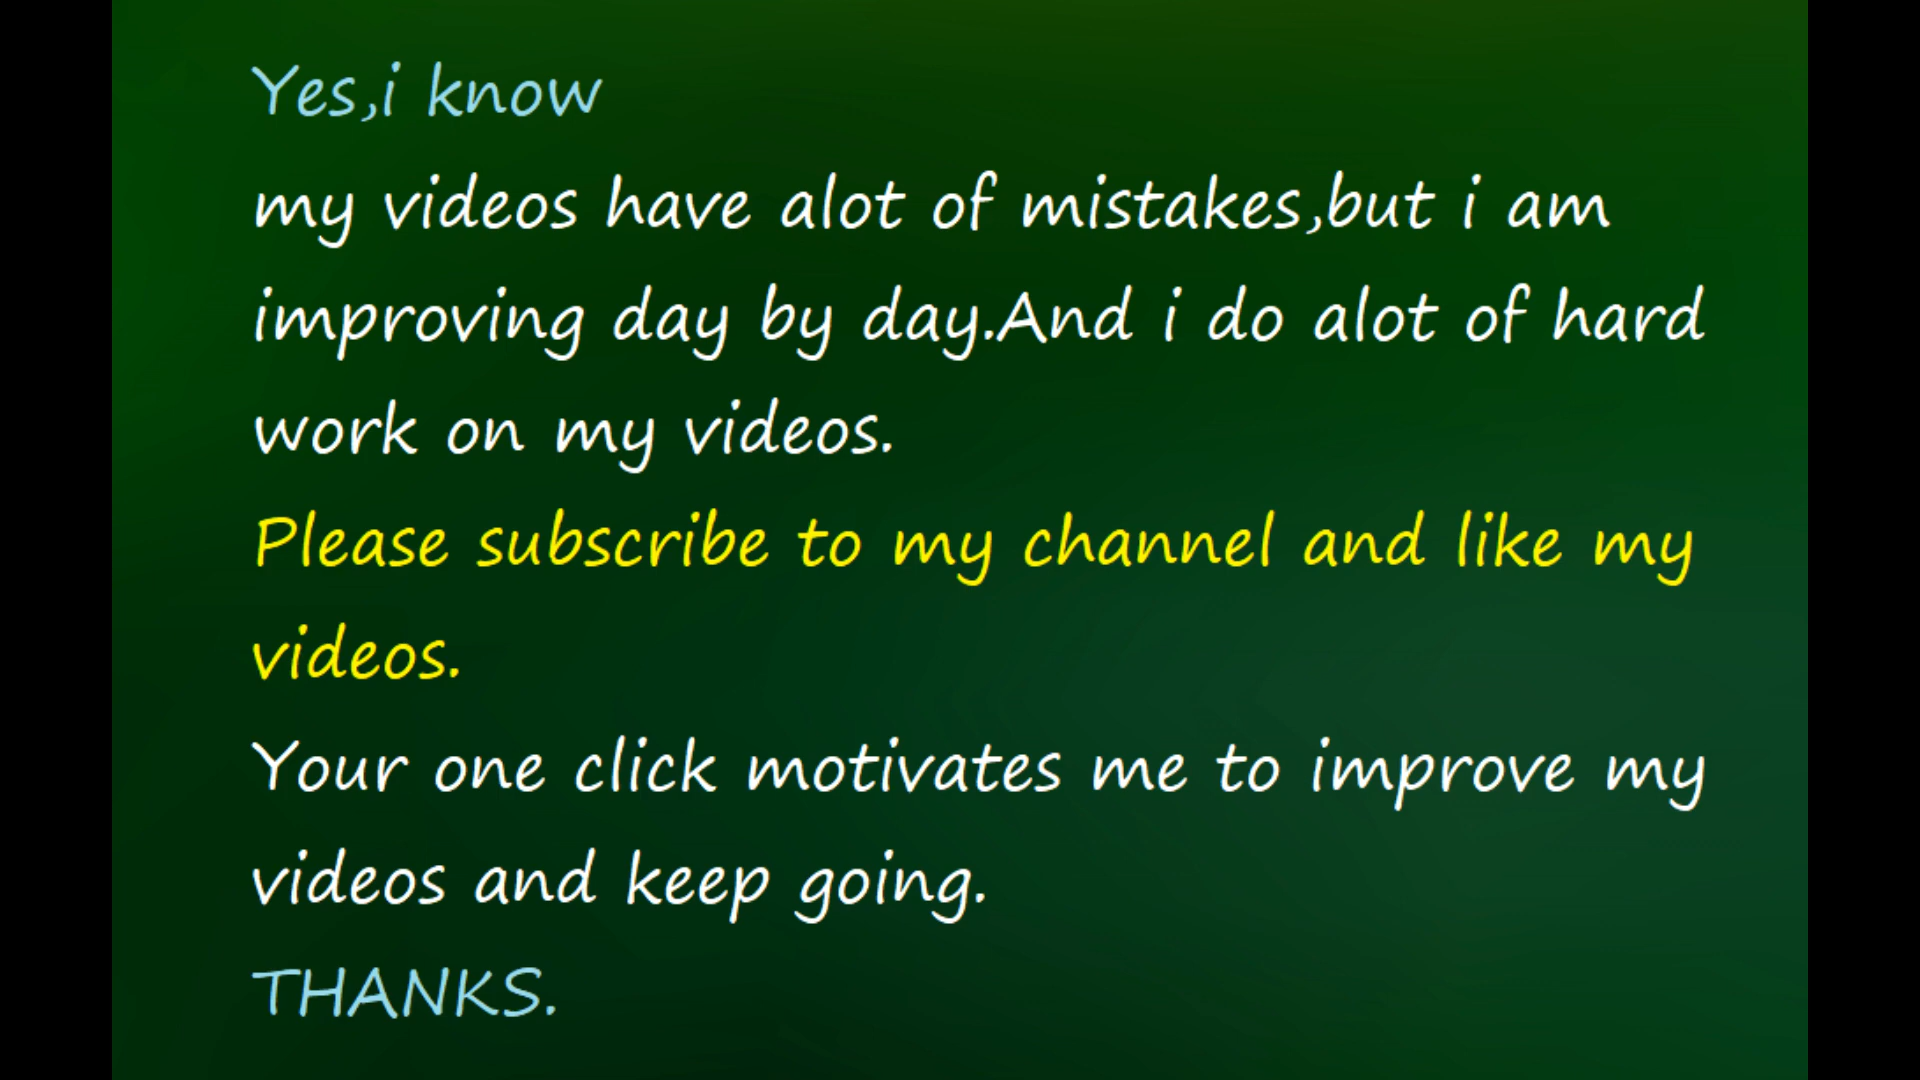 Yes,i know
my videos have alot of mistakes,but i am
improving day by day.And i do alot of hard
work on my videos.
Please subscribe to my channel and like my
videos.
Your one click motivates me to improve my
videos and keep going.
THANKS.